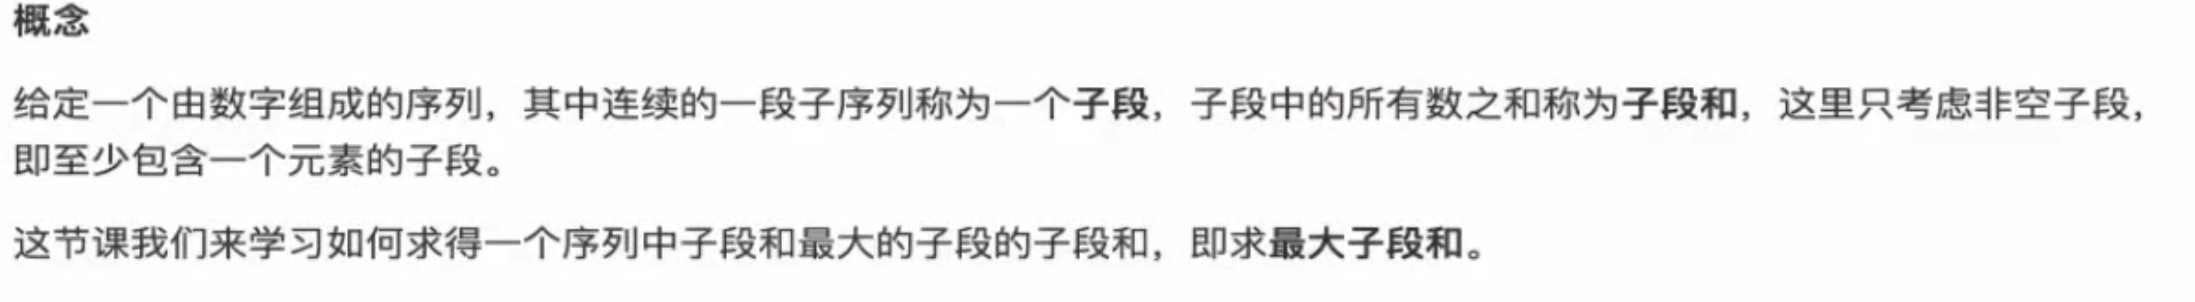 概念
给定一个由数字组成的序列，其中连续的一段子序列称为一个子段，子段中的所有数之和称为子段和，这里只考虑非空子段，
即至少包含一个元素的子段。
这节课我们来学习如何求得一个序列中子段和最大的子段的子段和，即求最大子段和。